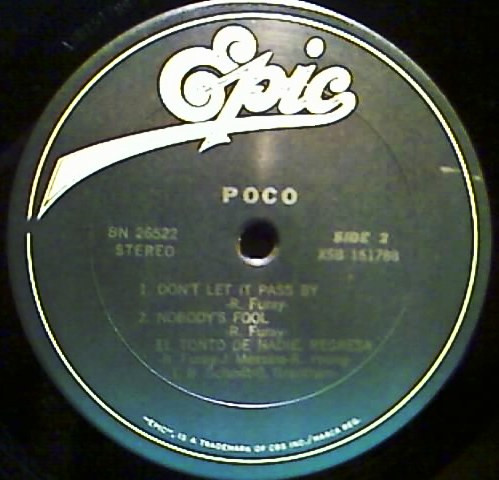 Epic
POCO
BN 26522
STEREO
SIDE 2
XSB 151788
1. DON'T LET IT PASS BY
-R. Furay-
2. NOBODY'S FOOL
-R. Furay-
EL TONTO DE NADIE, REGRESA
"EPIC", IS A TRADEMARK OF CBS INC./MARCA REG.